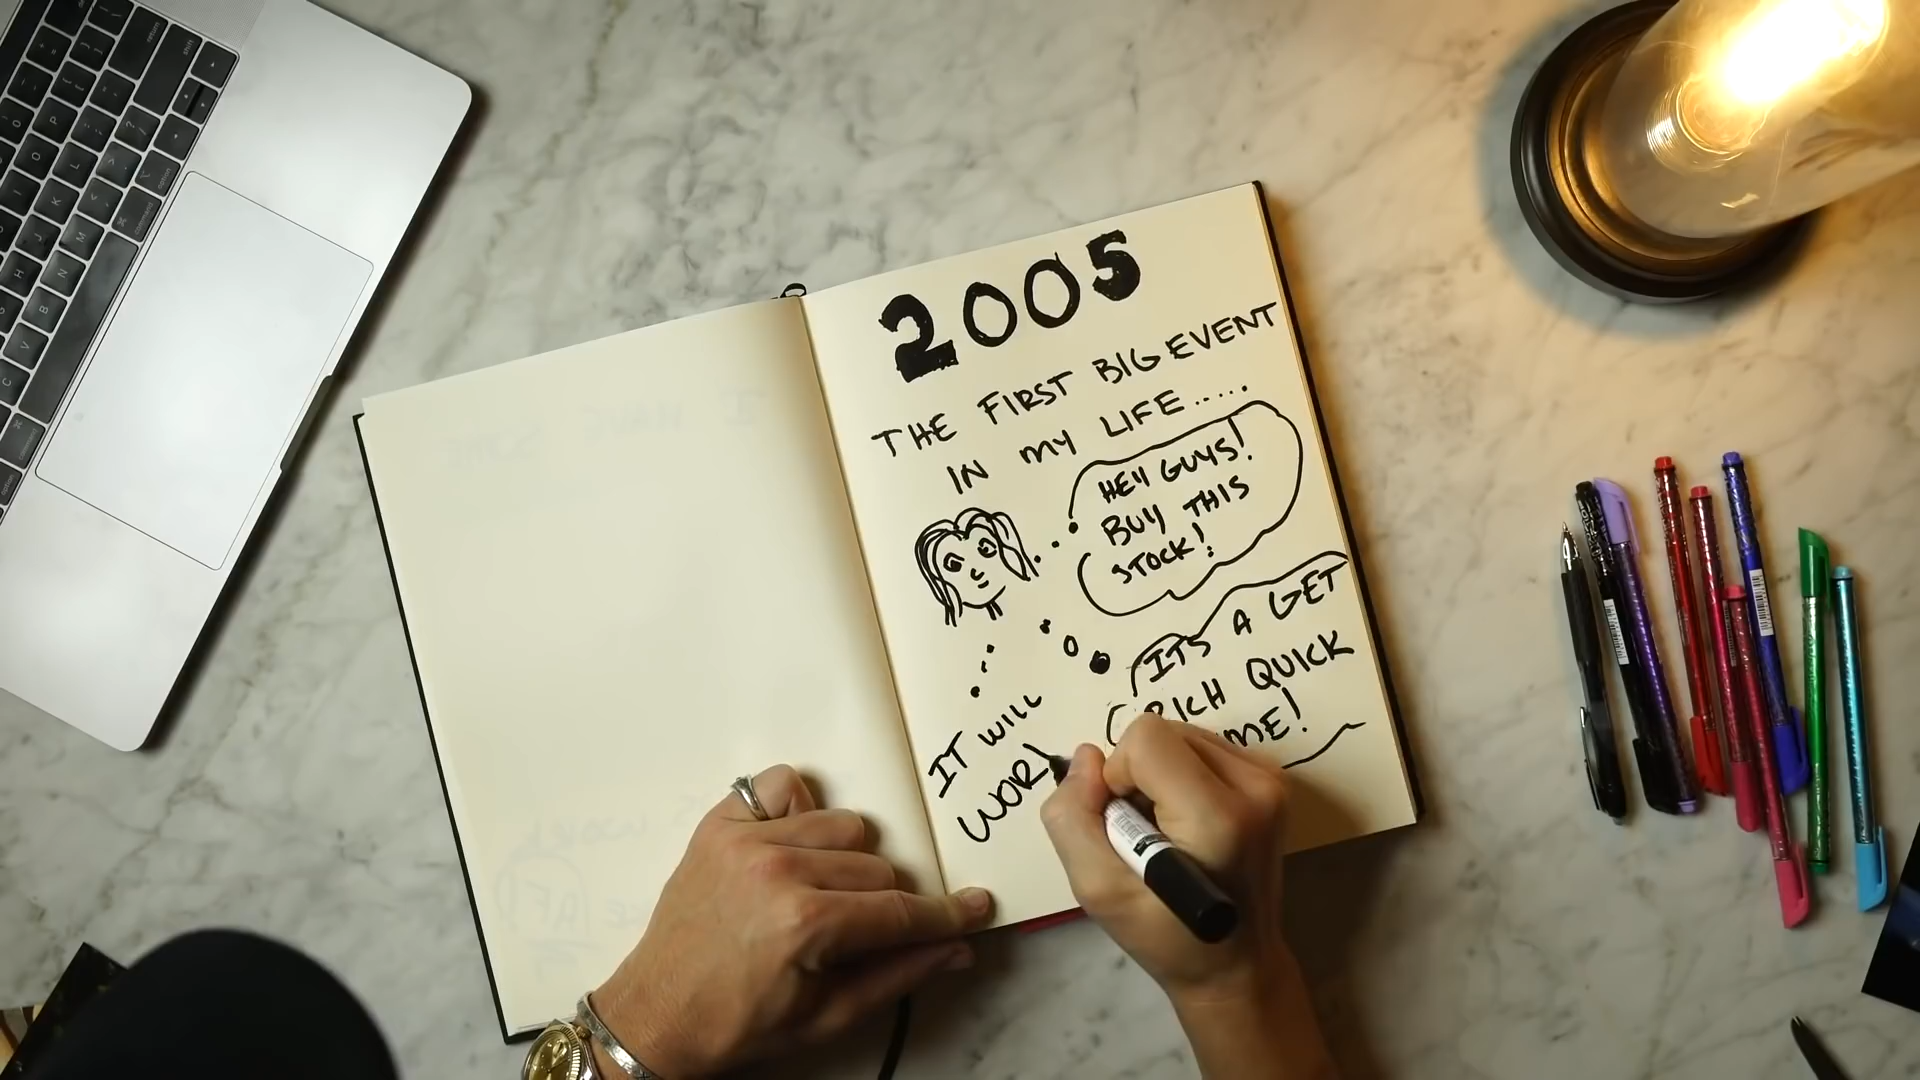 2005
THE FIRST BIG EVENT
IN MY LIFE.....
HEY GUYS!
BUY THIS
STOCK!
ITS A GET
RICH QUICK
IT WILL